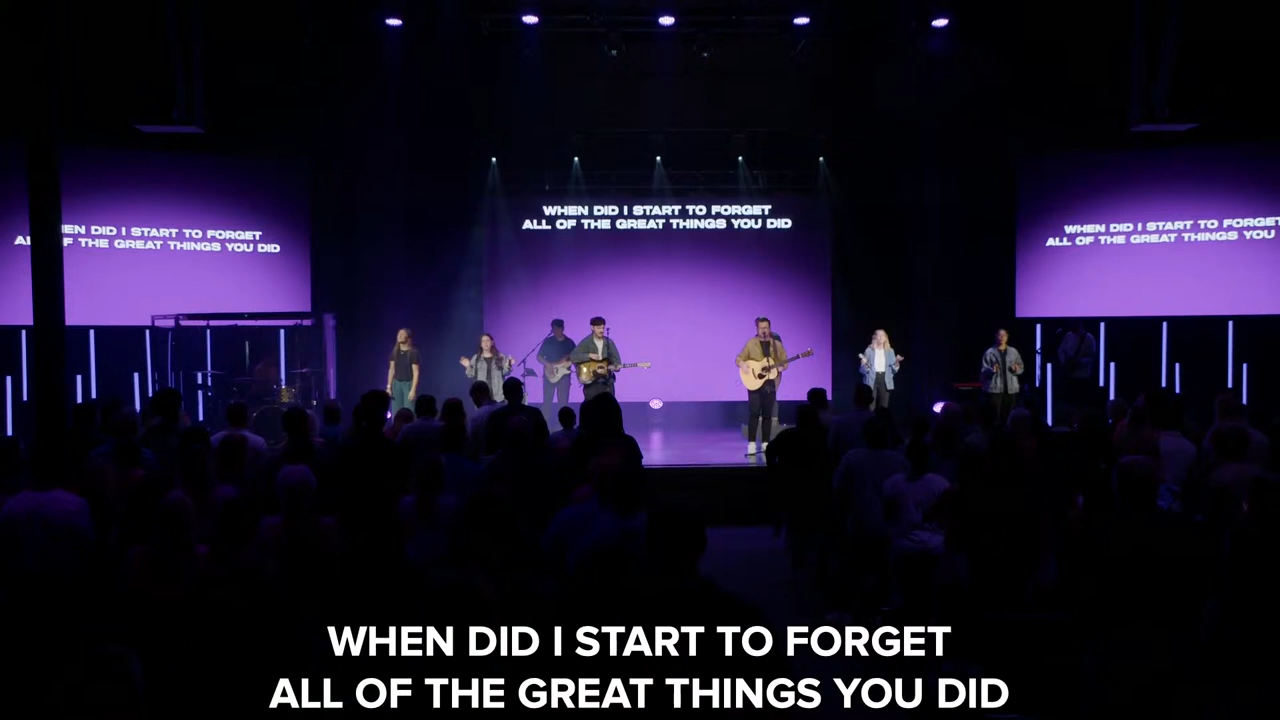 WHEN DID I START TO FORGET
ALL OF THE GREAT THINGS YOU DID
EN DID I START TO FORGET
AL OF THE GREAT THINGS YOU DID
WHEN DID I START TO FORGET
ALL OF THE GREAT THINGS YOU
WHEN DID I START TO FORGET
ALL OF THE GREAT THINGS YOU DID